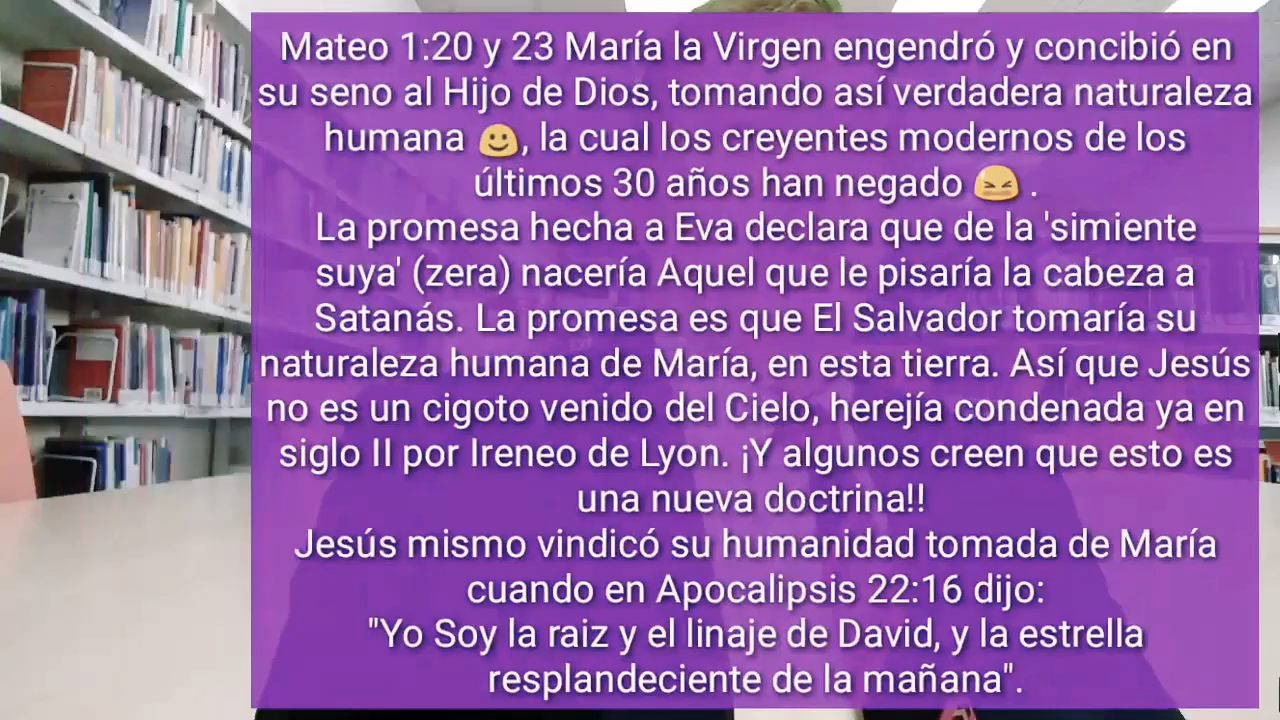 Mateo 1:20 y 23 María la Virgen engendró y concibió en
su seno al Hijo de Dios, tomando así verdadera naturaleza
humana ☺️, la cual los creyentes modernos de los
últimos 30 años han negado 😝 .
La promesa hecha a Eva declara que de la 'simiente
suya' (zera) nacería Aquel que le pisaría la cabeza a
Satanás. La promesa es que El Salvador tomaría su
naturaleza humana de María, en esta tierra. Así que Jesús
no es un cigoto venido del Cielo, herejía condenada ya en
siglo II por Ireneo de Lyon. ¡Y algunos creen que esto es
una nueva doctrina!!
Jesús mismo vindicó su humanidad tomada de María
cuando en Apocalipsis 22:16 dijo:
"Yo Soy la raiz y el linaje de David, y la estrella
resplandeciente de la mañana".